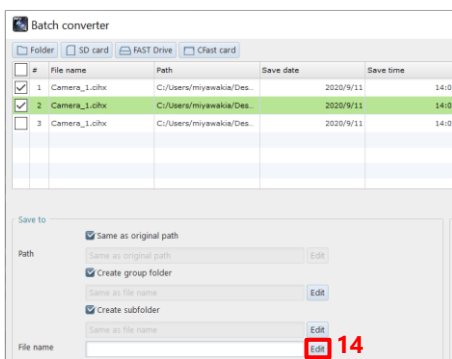 Batch converter
Folder SD card FAST Drive CFast card
# File name Path Save date Save time
1 Camera_1.cihx C:/Users/miyawakia/Des... 2020/9/11 14:0
2 Camera_1.cihx C:/Users/miyawakia/Des... 2020/9/11 14:0
3 Camera_1.cihx C:/Users/miyawakia/Des... 2020/9/11 14:0
Save to
Same as original path
Path Same as original path Edit
Create group folder
Same as file name Edit
Create subfolder
Same as file name Edit
File name Edit 14